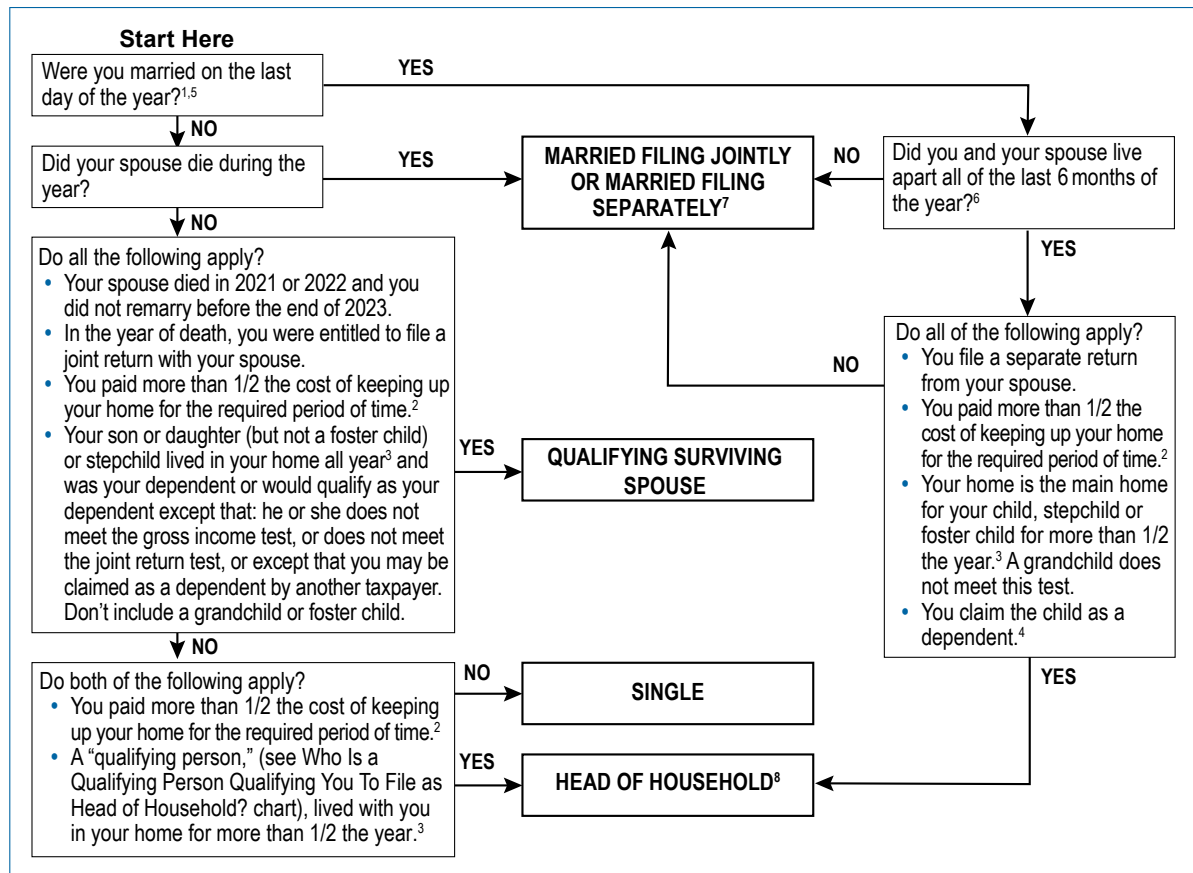 Start Here
Were you married on the last
day of the year?1,5
YES
NO
Did your spouse die during the
year?
YES
MARRIED FILING JOINTLY
OR MARRIED FILING
SEPARATELY7
NO
Did you and your spouse live
apart all of the last 6 months of
the year?6
NO
YES
Do all the following apply?
• Your spouse died in 2021 or 2022 and you
did not remarry before the end of 2023.
• In the year of death, you were entitled to file a
joint return with your spouse.
• You paid more than 1/2 the cost of keeping up
your home for the required period of time.2
• Your son or daughter (but not a foster child)
or stepchild lived in your home all year3 and
was your dependent or would qualify as your
dependent except that: he or she does not
meet the gross income test, or does not meet
the joint return test, or except that you may be
claimed as a dependent by another taxpayer.
Don’t include a grandchild or foster child.
YES
QUALIFYING SURVIVING
SPOUSE
NO
Do all of the following apply?
• You file a separate return
from your spouse.
• You paid more than 1/2 the
cost of keeping up your home
for the required period of time.2
• Your home is the main home
for your child, stepchild or
foster child for more than 1/2
the year.3 A grandchild does
not meet this test.
• You claim the child as a
dependent.4
YES
NO
Do both of the following apply?
• You paid more than 1/2 the cost of keeping
up your home for the required period of time.2
• A “qualifying person,” (see Who Is a
Qualifying Person Qualifying You To File as
Head of Household? chart), lived with you
in your home for more than 1/2 the year.3
NO
SINGLE
YES
HEAD OF HOUSEHOLD8